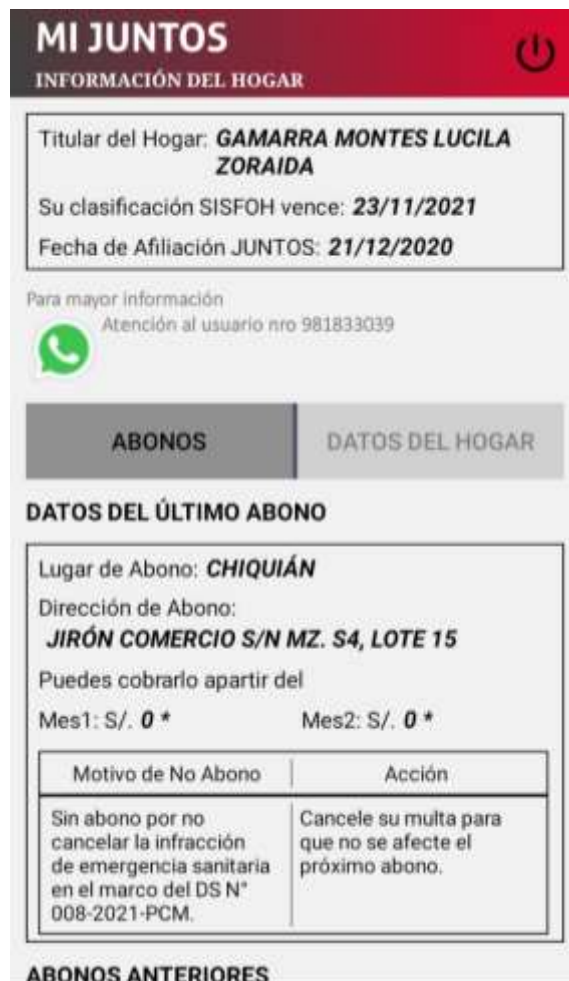 MI JUNTOS
INFORMACIÓN DEL HOGAR
Titular del Hogar: GAMARRA MONTES LUCILA
ZORAIDA
Su clasificación SISFOH vence: 23/11/2021
Fecha de Afiliación JUNTOS: 21/12/2020
Para mayor información
Atención al usuario nro 981833039
ABONOS
DATOS DEL HOGAR
DATOS DEL ÚLTIMO ABONO
Lugar de Abono: CHIQUIÁN
Dirección de Abono:
JIRÓN COMERCIO S/N MZ. S4, LOTE 15
Puedes cobrarlo apartir del
Mes1: S/. 0 * Mes2: S/. 0 *
Motivo de No Abono
Acción
Sin abono por no
cancelar la infracción
de emergencia sanitaria
en el marco del DS N°
008-2021-PCM.
Cancele su multa para
que no se afecte el
próximo abono.
ABONOS ANTERIORES